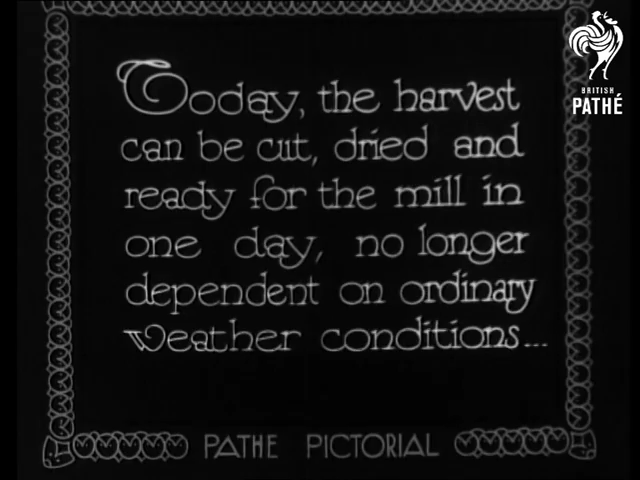 BRITISH
PATHÉ
Today, the harvest
can be cut, dried and
ready for the mill in
one day, no longer
dependent on ordinary
weather conditions...
PATHE PICTORIAL